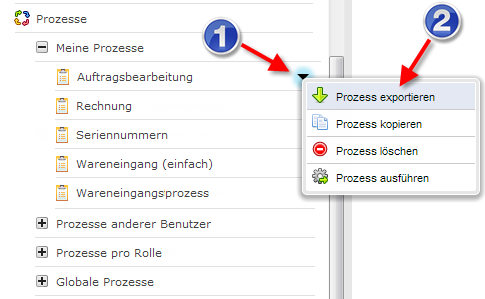 Prozesse
Meine Prozesse
Auftragsbearbeitung
Rechnung
Seriennummern
Wareneingang (einfach)
Wareneingangsprozess
Prozesse anderer Benutzer
Prozesse pro Rolle
Globale Prozesse
1
2
Prozess exportieren
Prozess kopieren
Prozess löschen
Prozess ausführen